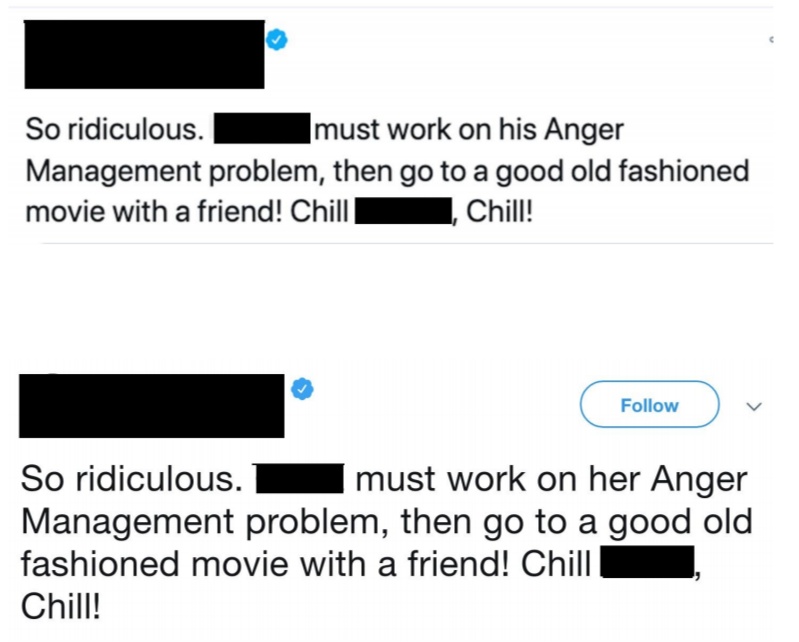 So ridiculous. must work on his Anger
Management problem, then go to a good old fashioned
movie with a friend! Chill , Chill!
Follow
So ridiculous. must work on her Anger
Management problem, then go to a good old
fashioned movie with a friend! Chill ,
Chill!